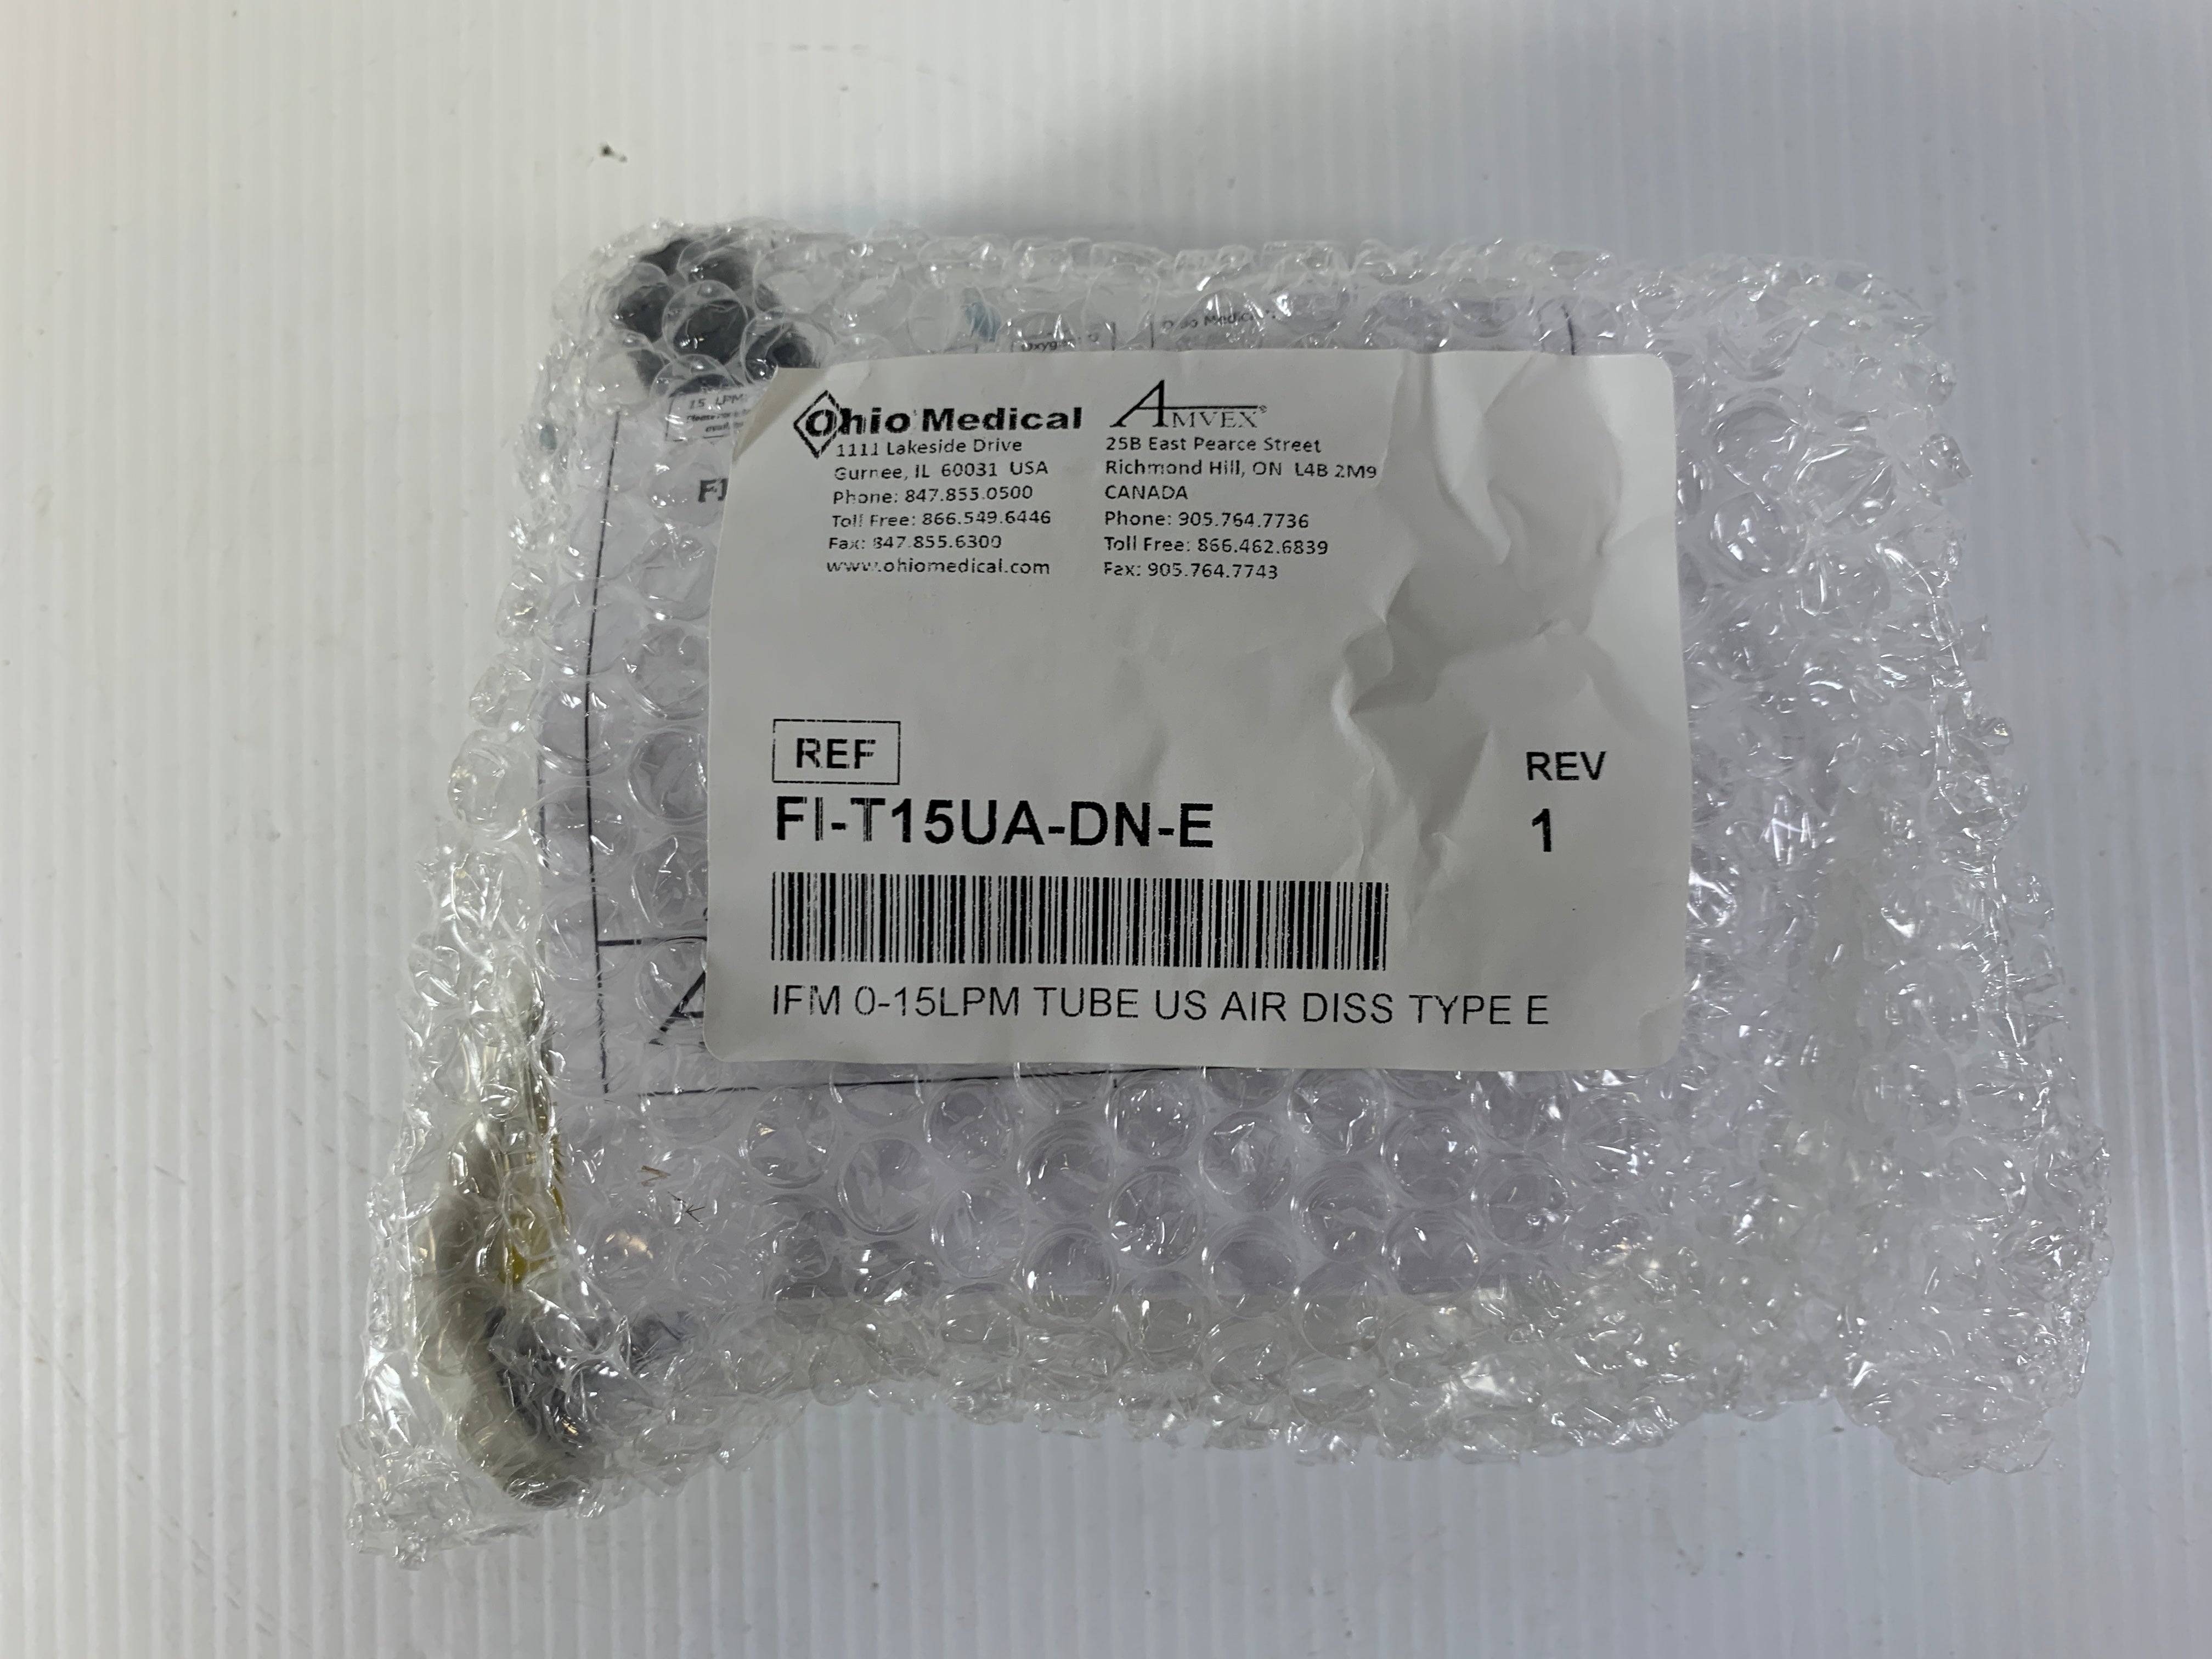 Ohio Medical
1111 Lakeside Drive
Gurnee, IL 60031 USA
Phone: 847.855.0500
Toll Free: 866.549.6446
Fax: 847.855.6300
www.ohiomedical.com
AMVEX®
25B East Pearce Street
Richmond Hill, ON L4B 2M9
CANADA
Phone: 905.764.7736
Toll Free: 866.462.6839
Fax: 905.764.7743
REF
FI-T15UA-DN-E
REV
1
IFM 0-15LPM TUBE US AIR DISS TYPE E
15 LPM
FI